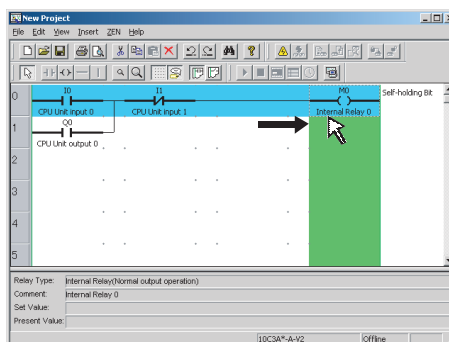 New Project
File Edit View Insert ZEN Help
0 I0 I1 M0 Self-holding Bit
CPU Unit input 0 CPU Unit input 1 Internal Relay 0
1 Q0
CPU Unit output 0
2
3
4
5
Relay Type: Internal Relay(Normal output operation)
Comment: Internal Relay 0
Set Value:
Present Value:
10C3A*-A-V2 Offline